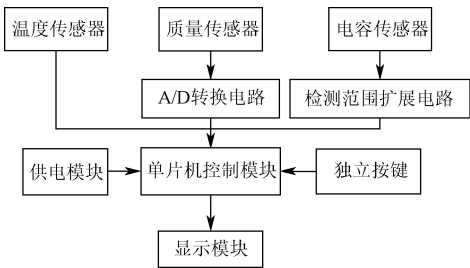 温度传感器
质量传感器
电容传感器
A/D转换电路
检测范围扩展电路
供电模块
单片机控制模块
独立按键
显示模块